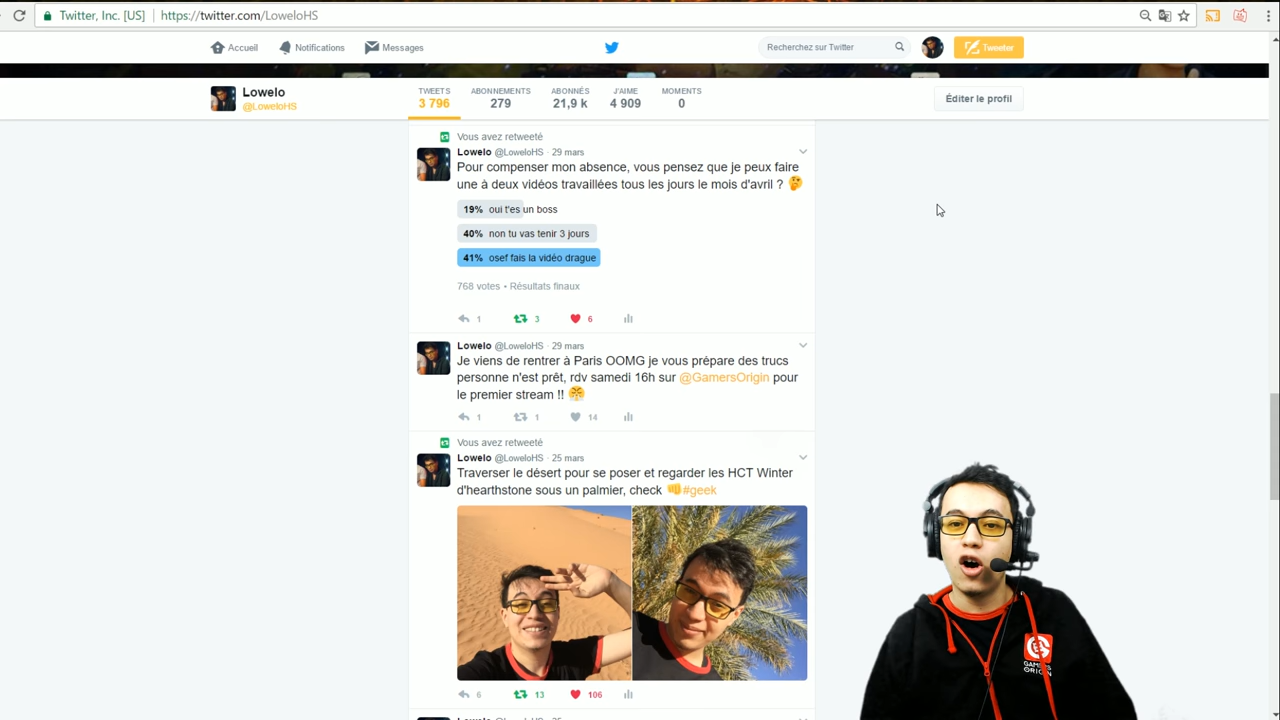 Twitter, Inc. [US] https://twitter.com/LoweloHS
Accueil Notifications Messages Recherchez sur Twitter Tweeter
Lowelo
@LoweloHS
TWEETS ABONNEMENTS ABONNÉS J'AIME MOMENTS
3 796 279 21,9 k 4 909 0
Éditer le profil
Vous avez retweeté
Lowelo @LoweloHS · 29 mars
Pour compenser mon absence, vous pensez que je peux faire
une à deux vidéos travaillées tous les jours le mois d'avril ? 🤔
19% oui t'es un boss
40% non tu vas tenir 3 jours
41% osef fais la vidéo drague
768 votes • Résultats finaux
1 3 6
Lowelo @LoweloHS · 29 mars
Je viens de rentrer à Paris OOMG je vous prépare des trucs
personne n'est prêt, rdv samedi 16h sur @GamersOrigin pour
le premier stream !! 😤
1 1 14
Vous avez retweeté
Lowelo @LoweloHS · 25 mars
Traverser le désert pour se poser et regarder les HCT Winter
d'hearthstone sous un palmier, check 👊#geek
6 13 106
GAMERS
ORIGIN